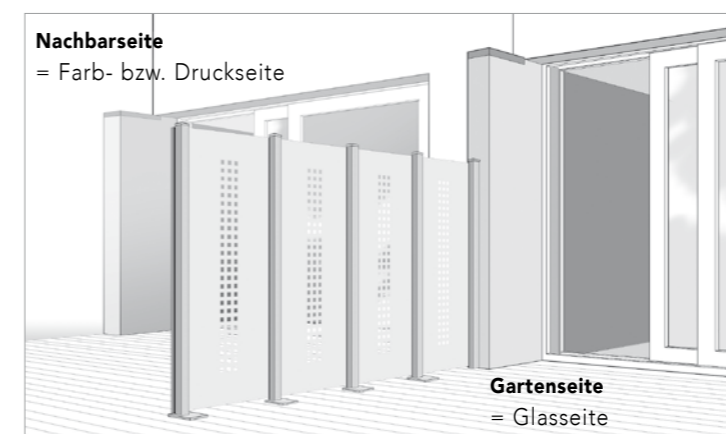 Nachbarseite
= Farb- bzw. Druckseite
Gartenseite
= Glasseite